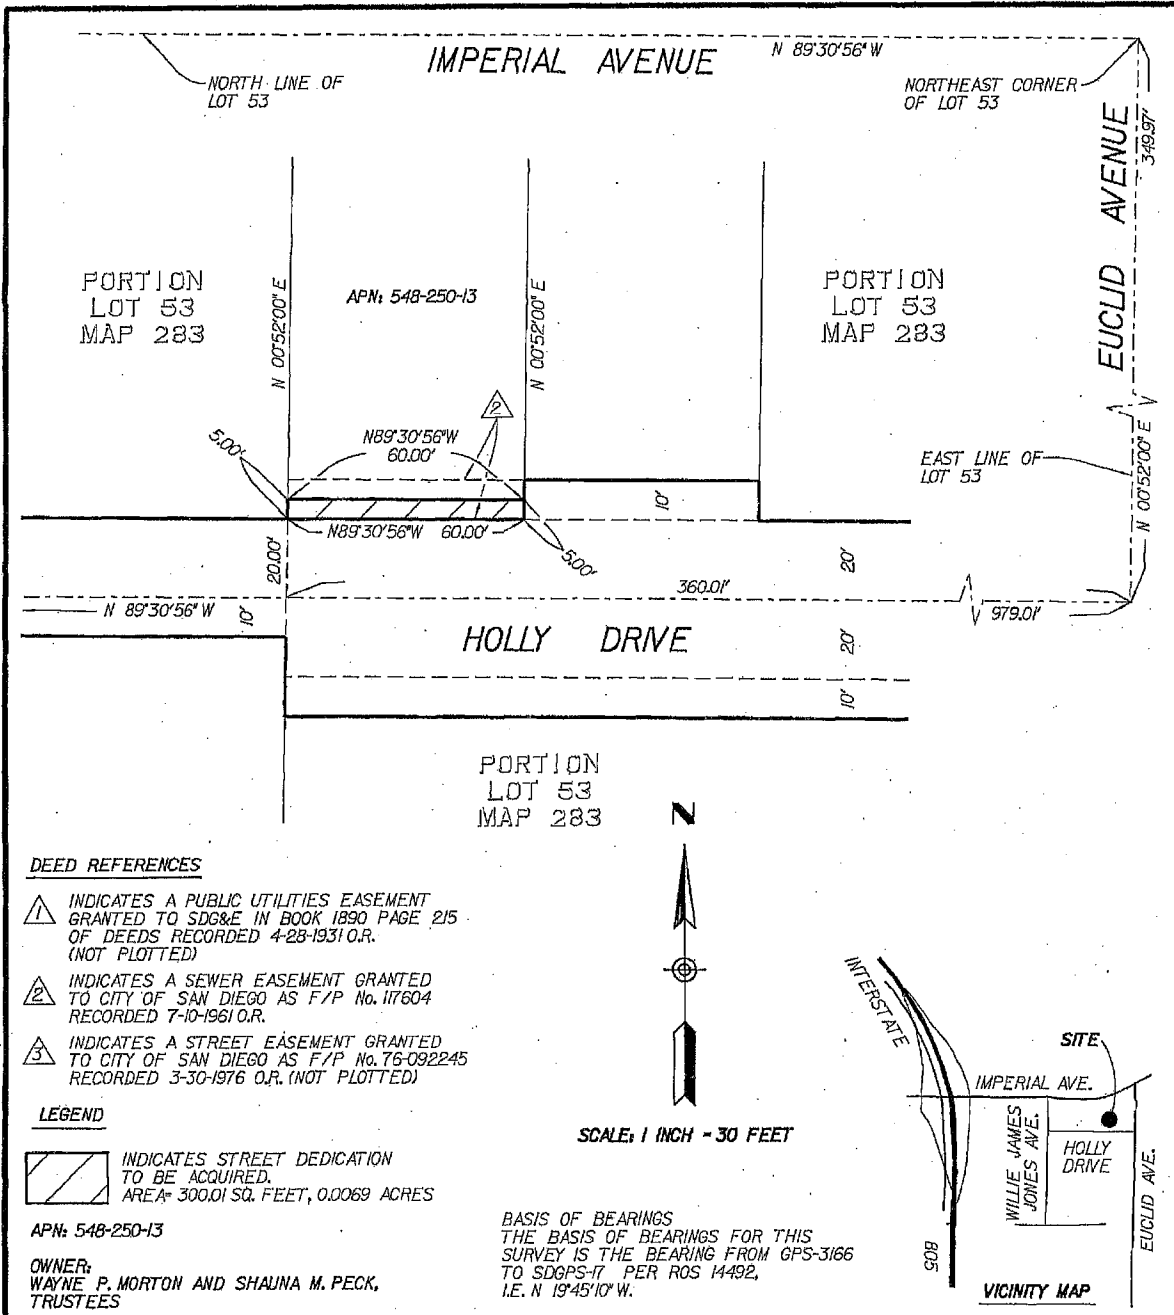 IMPERIAL AVENUE
N 89°30'56" W
NORTH LINE OF
LOT 53
NORTHEAST CORNER
OF LOT 53
349.97'
EUCLID AVENUE
PORTION
LOT 53
MAP 283
N 00°52'00" E
APN: 548-250-13
N 00°52'00" E
PORTION
LOT 53
MAP 283
2
5.00'
N89°30'56"W
60.00'
EAST LINE OF
LOT 53
N 00°52'00" E
10'
N89°30'56"W 60.00'
5.00'
20.00'
20'
360.01'
N 89°30'56" W
10'
979.01'
HOLLY DRIVE
20'
10'
PORTION
LOT 53
MAP 283
N
DEED REFERENCES
1 INDICATES A PUBLIC UTILITIES EASEMENT
GRANTED TO SDG&E IN BOOK 1890 PAGE 215
OF DEEDS RECORDED 4-28-1931 O.R.
(NOT PLOTTED)
2 INDICATES A SEWER EASEMENT GRANTED
TO CITY OF SAN DIEGO AS F/P No. 117604
RECORDED 7-10-1961 O.R.
3 INDICATES A STREET EASEMENT GRANTED
TO CITY OF SAN DIEGO AS F/P No. 76-092245
RECORDED 3-30-1976 O.R. (NOT PLOTTED)
LEGEND
INDICATES STREET DEDICATION
TO BE ACQUIRED.
AREA= 300.01 SQ. FEET, 0.0069 ACRES
APN: 548-250-13
OWNER:
WAYNE P. MORTON AND SHAUNA M. PECK,
TRUSTEES
SCALE: 1 INCH = 30 FEET
BASIS OF BEARINGS
THE BASIS OF BEARINGS FOR THIS
SURVEY IS THE BEARING FROM GPS-3166
TO SDGPS-17 PER ROS 14492,
I.E. N 19°45'10" W.
INTERSTATE
805
SITE
IMPERIAL AVE.
WILLIE JAMES
JONES AVE.
HOLLY
DRIVE
EUCLID AVE.
VICINITY MAP